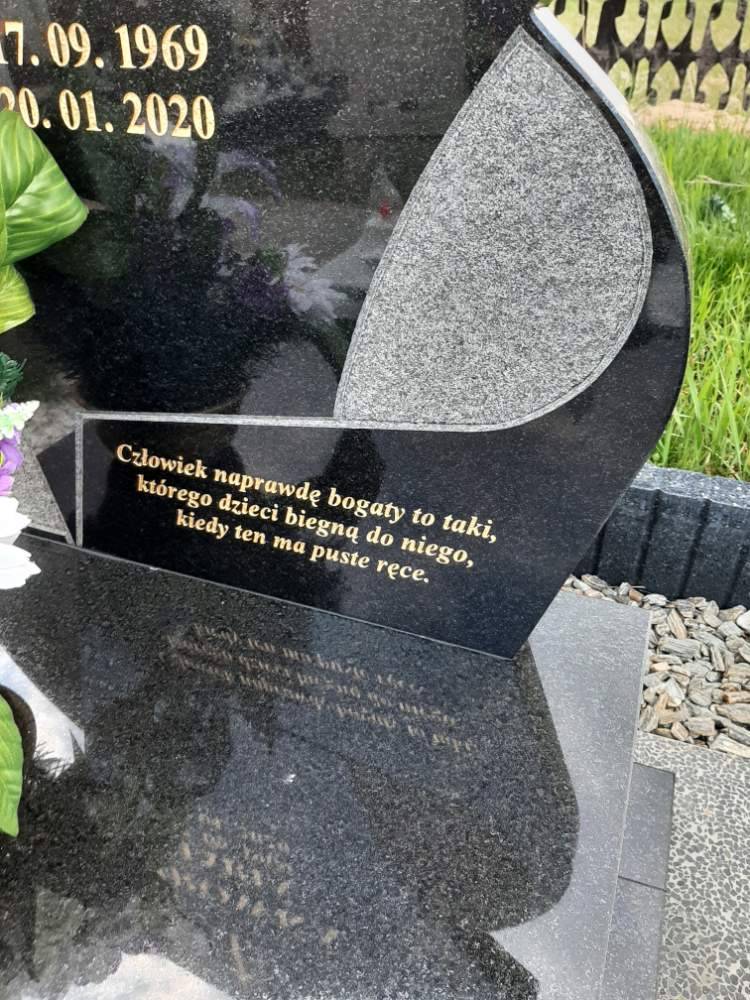 17. 09. 1969
20. 01. 2020
Człowiek naprawdę bogaty to taki,
którego dzieci biegną do niego,
kiedy ten ma puste ręce.